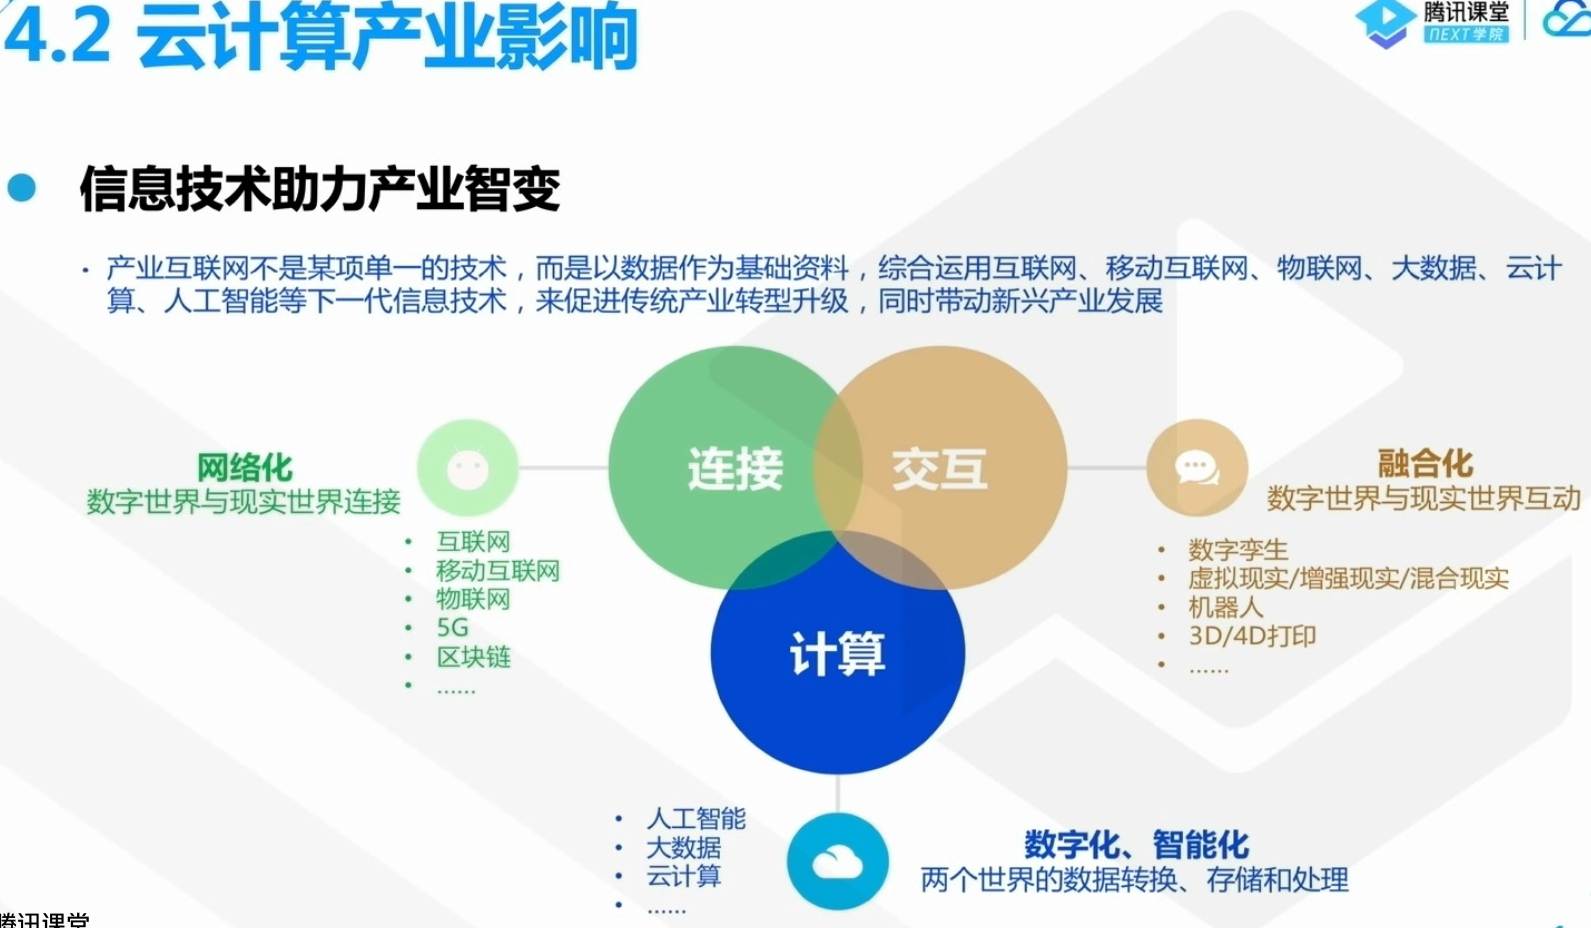 4.2 云计算产业影响
腾讯课堂
NEXT学院
信息技术助力产业智变
· 产业互联网不是某项单一的技术，而是以数据作为基础资料，综合运用互联网、移动互联网、物联网、大数据、云计
算、人工智能等下一代信息技术，来促进传统产业转型升级，同时带动新兴产业发展
连接
交互
计算
网络化
数字世界与现实世界连接
• 互联网
• 移动互联网
• 物联网
• 5G
• 区块链
• ……
融合化
数字世界与现实世界互动
• 数字孪生
• 虚拟现实/增强现实/混合现实
• 机器人
• 3D/4D打印
• ……
• 人工智能
• 大数据
• 云计算
• ……
数字化、智能化
两个世界的数据转换、存储和处理
腾讯课堂